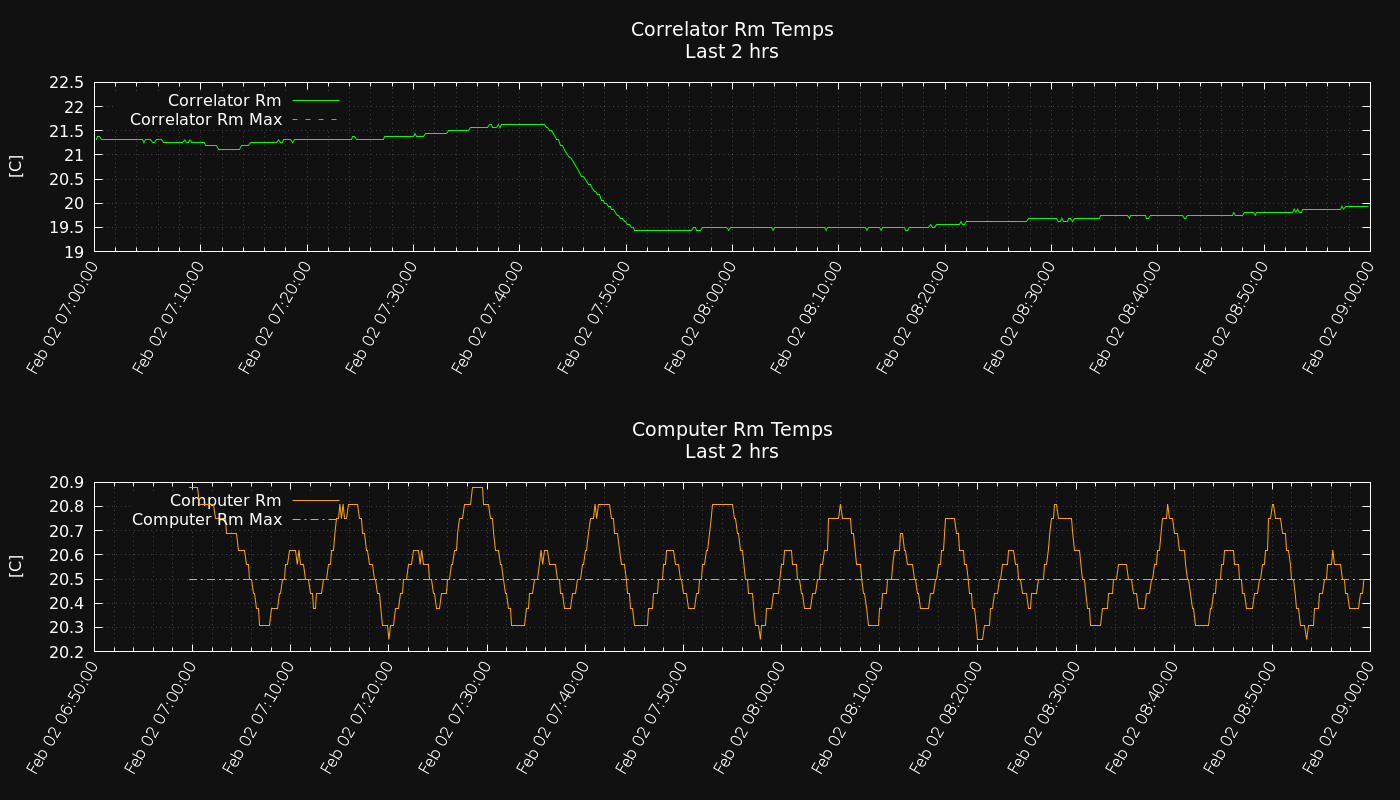 Correlator Rm Temps
Last 2 hrs
22.5
22
21.5
21
20.5
20
19.5
19
[C]
Correlator Rm
Correlator Rm Max
Feb 02 07:00:00
Feb 02 07:10:00
Feb 02 07:20:00
Feb 02 07:30:00
Feb 02 07:40:00
Feb 02 07:50:00
Feb 02 08:00:00
Feb 02 08:10:00
Feb 02 08:20:00
Feb 02 08:30:00
Feb 02 08:40:00
Feb 02 08:50:00
Feb 02 09:00:00
Computer Rm Temps
Last 2 hrs
20.9
20.8
20.7
20.6
20.5
20.4
20.3
20.2
[C]
Computer Rm
Computer Rm Max
Feb 02 06:50:00
Feb 02 07:00:00
Feb 02 07:10:00
Feb 02 07:20:00
Feb 02 07:30:00
Feb 02 07:40:00
Feb 02 07:50:00
Feb 02 08:00:00
Feb 02 08:10:00
Feb 02 08:20:00
Feb 02 08:30:00
Feb 02 08:40:00
Feb 02 08:50:00
Feb 02 09:00:00